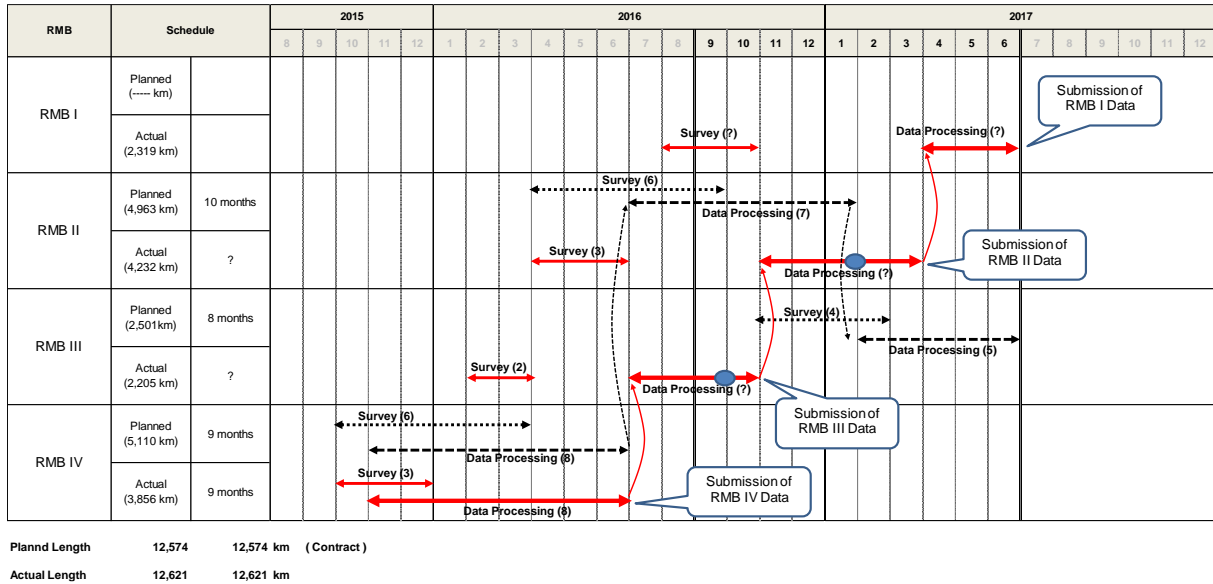 RMB Schedule 2015 2016 2017
8 9 10 11 12 1 2 3 4 5 6 7 8 9 10 11 12 1 2 3 4 5 6 7 8 9 10 11 12
RMB I
Planned
(----- km)
Submission of
RMB I Data
Actual
(2,319 km)
Survey (?)
Data Processing (?)
RMB II
Planned
(4,963 km)
10 months
Survey (6)
Data Processing (7)
Actual
(4,232 km)
?
Survey (3)
Data Processing (?)
Submission of
RMB II Data
RMB III
Planned
(2,501km)
8 months
Survey (4)
Data Processing (5)
Actual
(2,205 km)
?
Survey (2)
Data Processing (?)
Submission of
RMB III Data
RMB IV
Planned
(5,110 km)
9 months
Survey (6)
Data Processing (8)
Actual
(3,856 km)
9 months
Survey (3)
Data Processing (8)
Submission of
RMB IV Data
Plannd Length 12,574 12,574 km ( Contract )
Actual Length 12,621 12,621 km